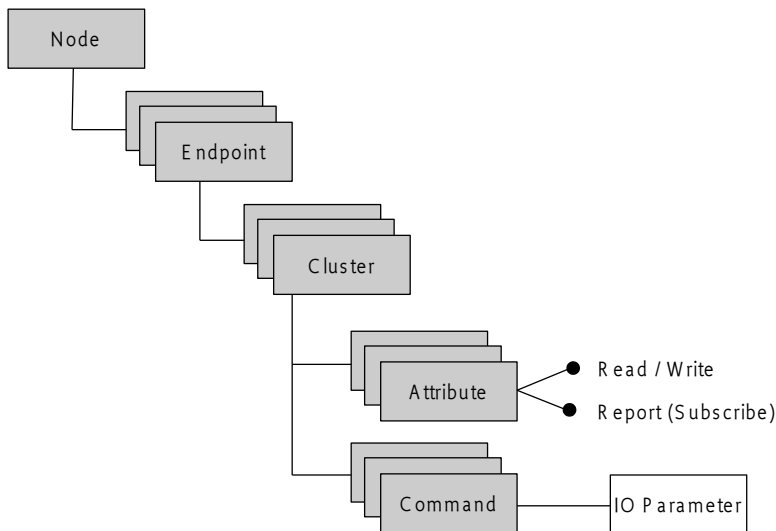 Node
Endpoint
Cluster
Attribute
Read / Write
Report (Subscribe)
Command
IO Parameter